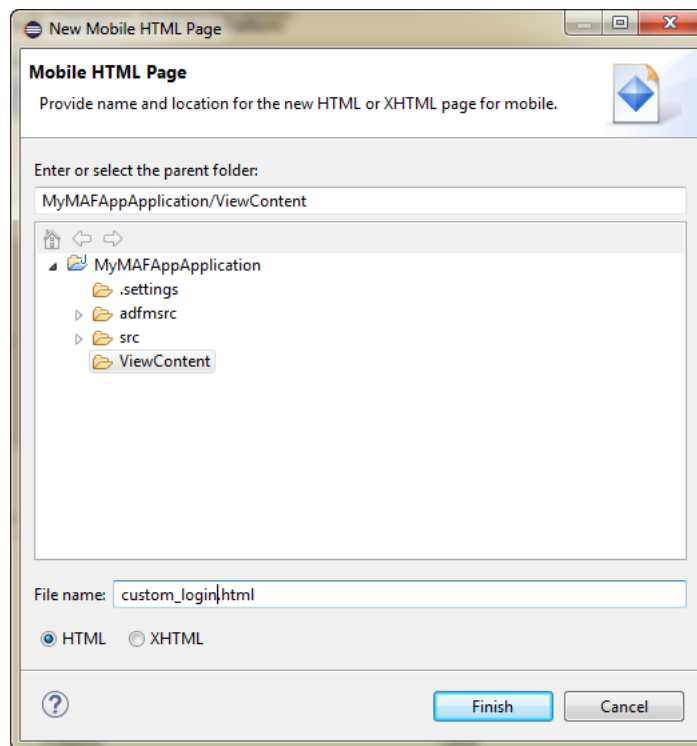 New Mobile HTML Page
Mobile HTML Page
Provide name and location for the new HTML or XHTML page for mobile.
Enter or select the parent folder:
MyMAFAppApplication/ViewContent
MyMAFAppApplication
.settings
adfmsrc
src
ViewContent
File name: custom_login.html
HTML XHTML
? Finish Cancel